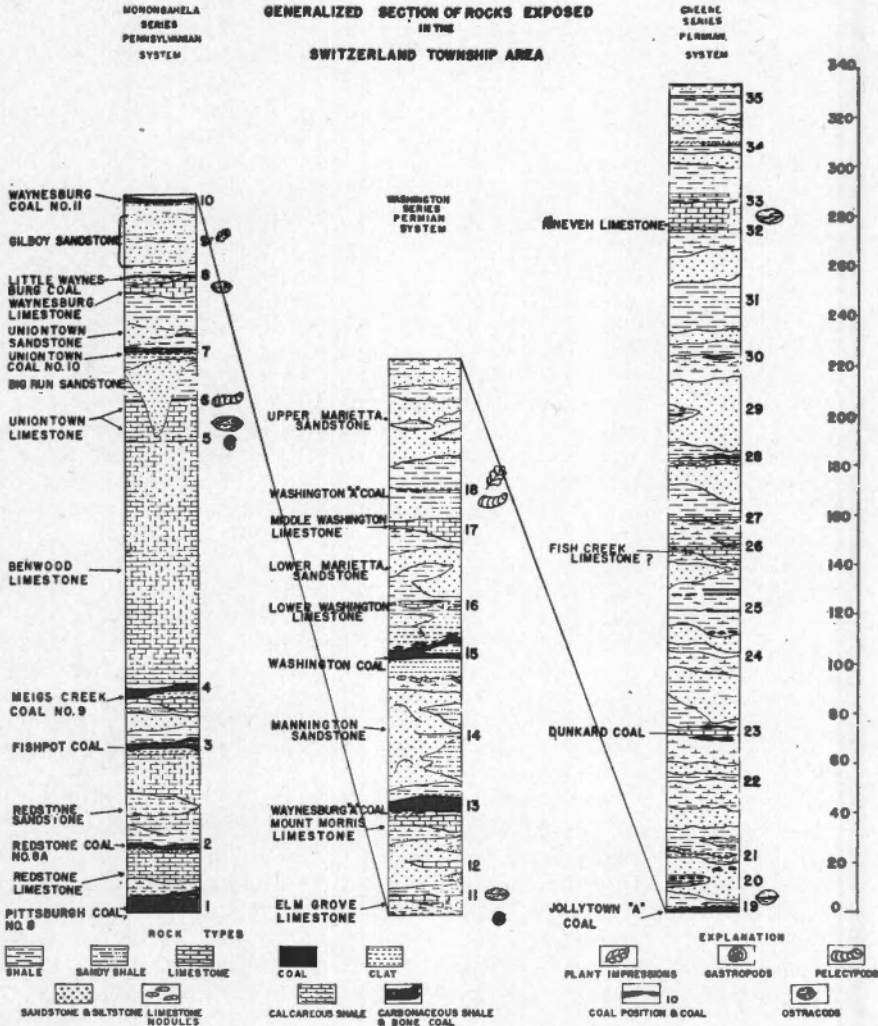 GENERALIZED SECTION OF ROCKS EXPOSED
IN THE
SWITZERLAND TOWNSHIP AREA
MONONGAHELA
SERIES
PENNSYLVANIAN
SYSTEM
WAYNESBURG
COAL NO. 11
GILBOY SANDSTONE
LITTLE WAYNES
BURG COAL
WAYNESBURG
LIMESTONE
UNIONTOWN
SANDSTONE
UNIONTOWN
COAL NO. 10
BIG RUN SANDSTONE
UNIONTOWN
LIMESTONE
BENWOOD
LIMESTONE
MEIGS CREEK
COAL NO. 9
FISHPOT COAL
REDSTONE
SANDSTONE
REDSTONE COAL
NO. 8A
REDSTONE
LIMESTONE
PITTSBURGH COAL
NO. 8
10
9
8
7
6
5
4
3
2
1
WASHINGTON
SERIES
PERMIAN
SYSTEM
UPPER MARIETTA
SANDSTONE
WASHINGTON "A" COAL
MIDDLE WASHINGTON
LIMESTONE
LOWER MARIETTA
SANDSTONE
LOWER WASHINGTON
LIMESTONE
WASHINGTON COAL
MANNINGTON
SANDSTONE
WAYNESBURG "A" COAL
MOUNT MORRIS
LIMESTONE
ELM GROVE
LIMESTONE
18
17
16
15
14
13
12
11
GREENE
SERIES
PERMIAN
SYSTEM
NINEVEH LIMESTONE
FISH CREEK
LIMESTONE ?
DUNKARD COAL
JOLLYTOWN "A"
COAL
35
34
33
32
31
30
29
28
27
26
25
24
23
22
21
20
19
340
320
300
280
260
240
220
200
180
160
140
120
100
80
60
40
20
0
ROCK TYPES
EXPLANATION
SHALE
SANDY SHALE
LIMESTONE
COAL
CLAY
PLANT IMPRESSIONS
GASTROPODS
PELECYPODS
10
SANDSTONE & SILTSTONE
LIMESTONE
NODULES
CALCAREOUS SHALE
CARBONACEOUS SHALE
& BONE COAL
COAL POSITION & COAL
OSTRACODS